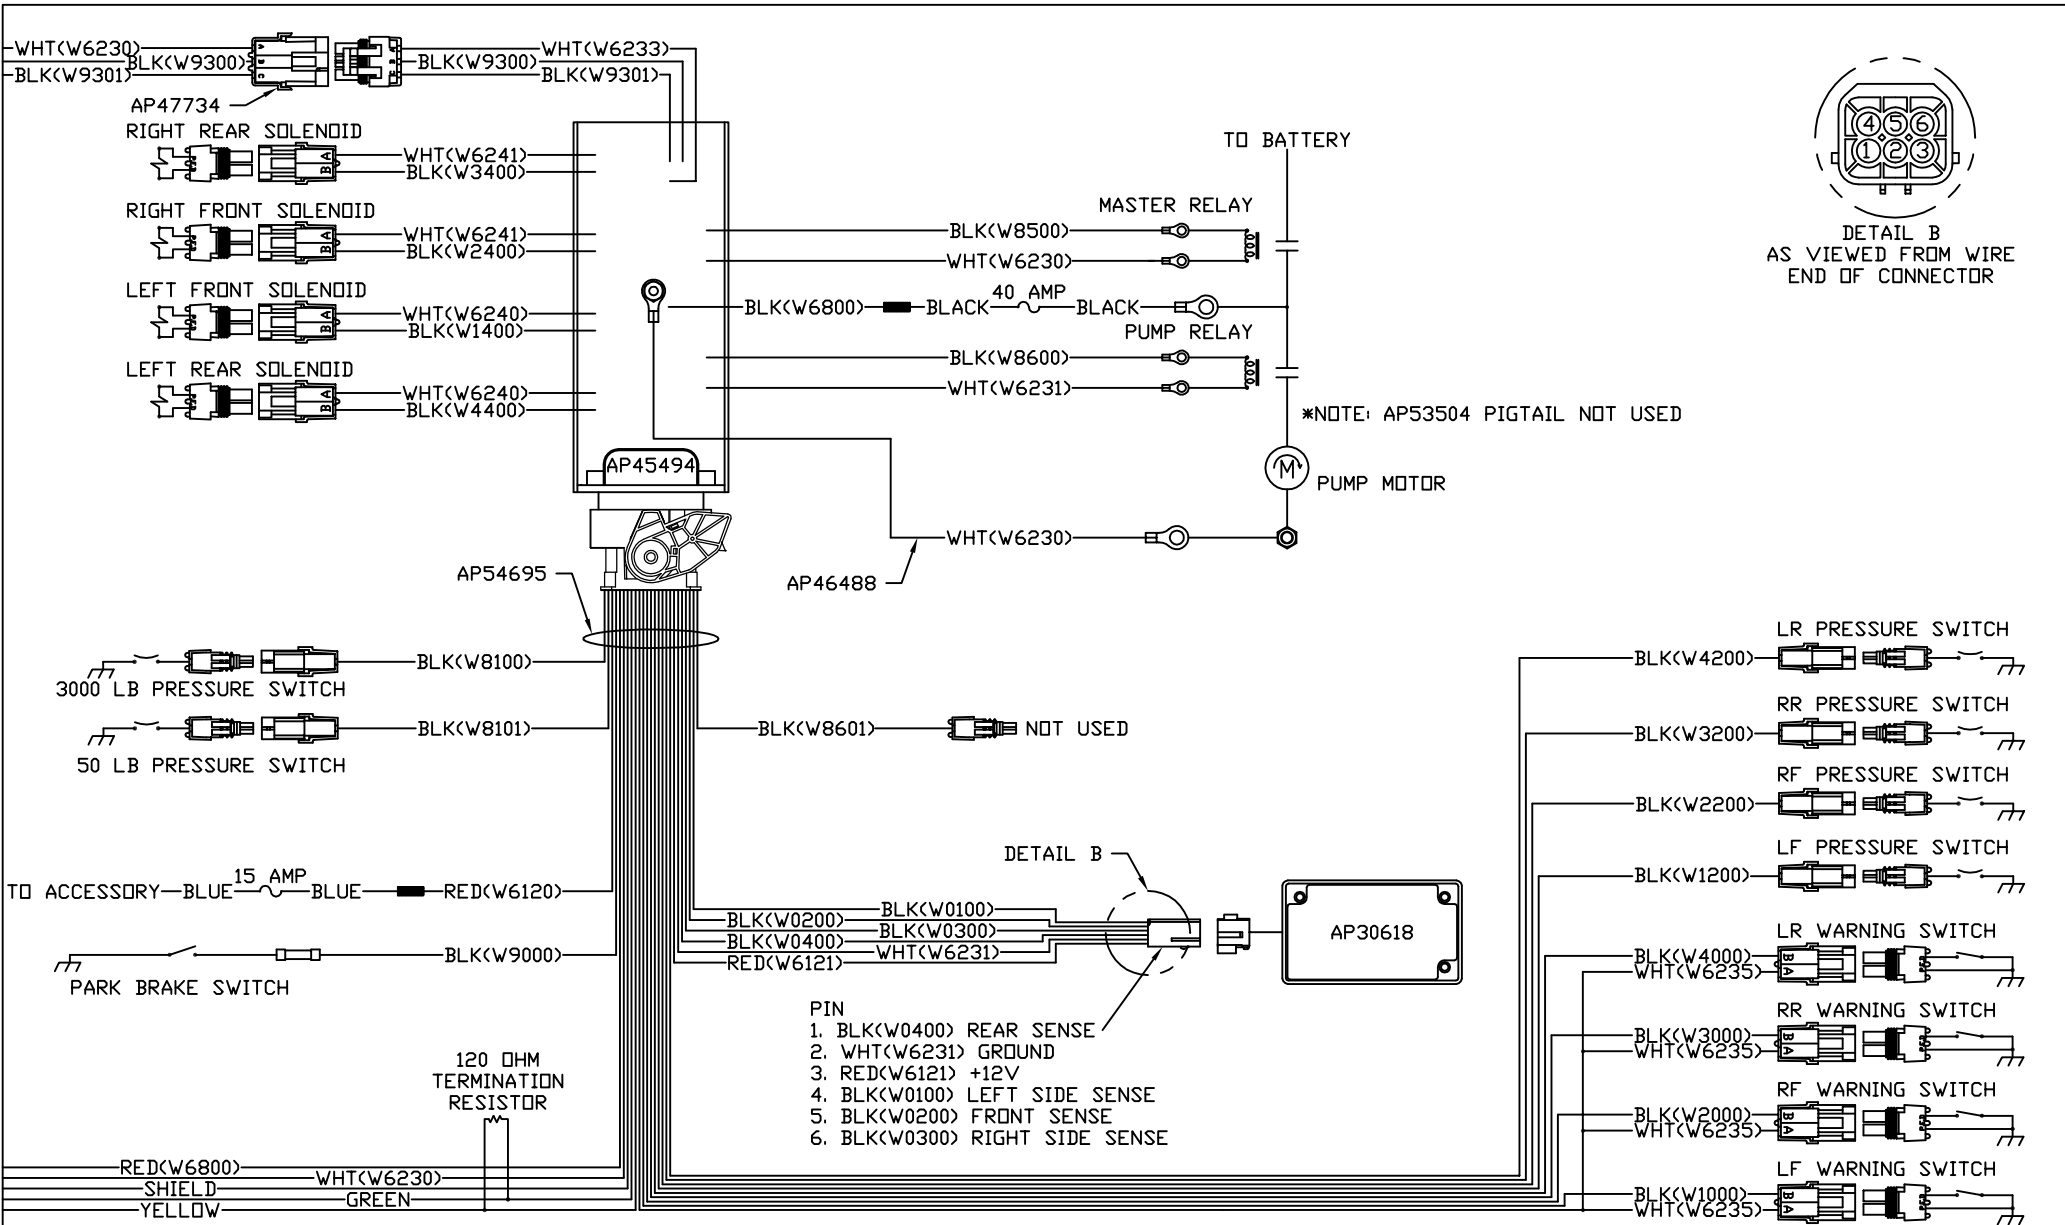 WHT(W6230)
BLK(W9300)
BLK(W9301)
A
B
C
WHT(W6233)
BLK(W9300)
BLK(W9301)
AP47734
RIGHT REAR SOLENOID
A
B
WHT(W6241)
BLK(W3400)
RIGHT FRONT SOLENOID
A
B
WHT(W6241)
BLK(W2400)
LEFT FRONT SOLENOID
A
B
WHT(W6240)
BLK(W1400)
LEFT REAR SOLENOID
A
B
WHT(W6240)
BLK(W4400)
AP45494
TO BATTERY
MASTER RELAY
BLK(W8500)
WHT(W6230)
40 AMP
BLK(W6800)
BLACK
BLACK
PUMP RELAY
BLK(W8600)
WHT(W6231)
*NOTE: AP53504 PIGTAIL NOT USED
M
PUMP MOTOR
WHT(W6230)
AP46488
4 5 6
1 2 3
DETAIL B
AS VIEWED FROM WIRE
END OF CONNECTOR
AP54695
BLK(W8100)
3000 LB PRESSURE SWITCH
BLK(W8101)
50 LB PRESSURE SWITCH
BLK(W8601)
NOT USED
TO ACCESSORY
BLUE
15 AMP
BLUE
RED(W6120)
BLK(W9000)
PARK BRAKE SWITCH
DETAIL B
BLK(W0100)
BLK(W0200)
BLK(W0300)
BLK(W0400)
WHT(W6231)
RED(W6121)
AP30618
PIN
1. BLK(W0400) REAR SENSE
2. WHT(W6231) GROUND
3. RED(W6121) +12V
4. BLK(W0100) LEFT SIDE SENSE
5. BLK(W0200) FRONT SENSE
6. BLK(W0300) RIGHT SIDE SENSE
120 OHM
TERMINATION
RESISTOR
RED(W6800)
WHT(W6230)
SHIELD
GREEN
YELLOW
LR PRESSURE SWITCH
BLK(W4200)
RR PRESSURE SWITCH
BLK(W3200)
RF PRESSURE SWITCH
BLK(W2200)
LF PRESSURE SWITCH
BLK(W1200)
LR WARNING SWITCH
BLK(W4000)
WHT(W6235)
B
A
RR WARNING SWITCH
BLK(W3000)
WHT(W6235)
B
A
RF WARNING SWITCH
BLK(W2000)
WHT(W6235)
B
A
LF WARNING SWITCH
BLK(W1000)
WHT(W6235)
B
A